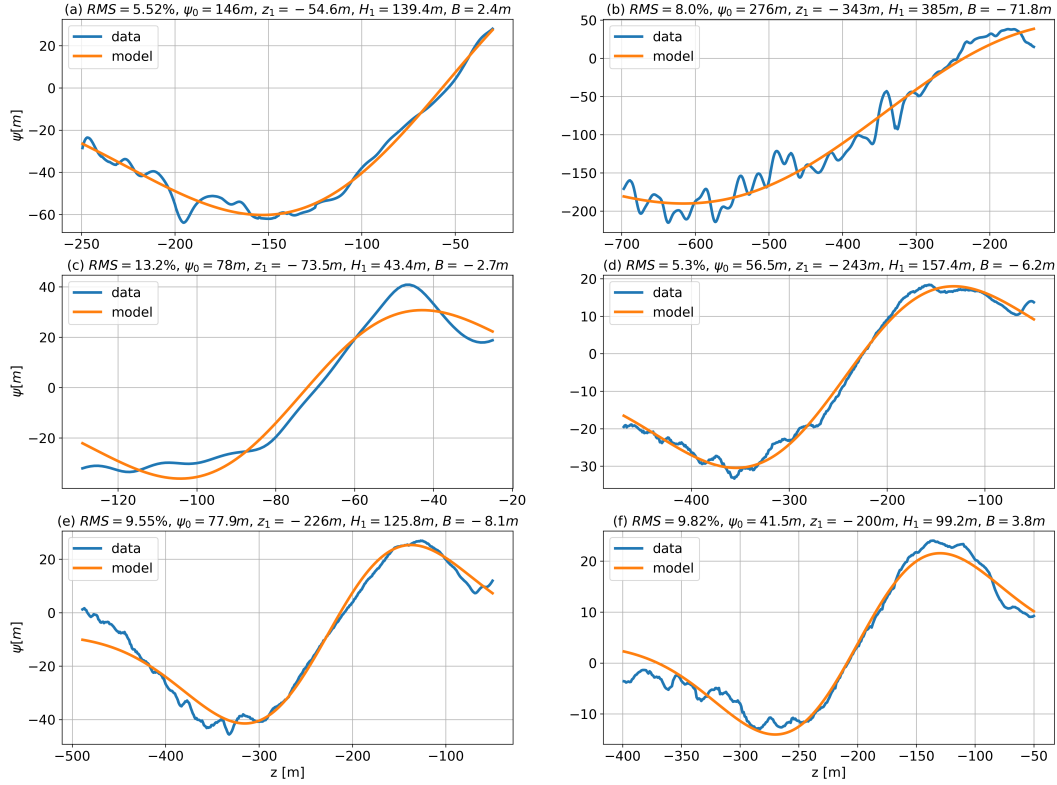 (a) RMS = 5.52%, ψ₀ = 146m, z₁ = −54.6m, H₁ = 139.4m, B = 2.4m
data
model
20
0
−20
−40
−60
ψ[m]
−250 −200 −150 −100 −50
(b) RMS = 8.0%, ψ₀ = 276m, z₁ = −343m, H₁ = 385m, B = −71.8m
data
model
50
0
−50
−100
−150
−200
−700 −600 −500 −400 −300 −200
(c) RMS = 13.2%, ψ₀ = 78m, z₁ = −73.5m, H₁ = 43.4m, B = −2.7m
data
model
40
20
0
−20
ψ[m]
−120 −100 −80 −60 −40 −20
(d) RMS = 5.3%, ψ₀ = 56.5m, z₁ = −243m, H₁ = 157.4m, B = −6.2m
data
model
20
10
0
−10
−20
−30
−400 −300 −200 −100
(e) RMS = 9.55%, ψ₀ = 77.9m, z₁ = −226m, H₁ = 125.8m, B = −8.1m
data
model
20
0
−20
−40
ψ[m]
−500 −400 −300 −200 −100
z [m]
(f) RMS = 9.82%, ψ₀ = 41.5m, z₁ = −200m, H₁ = 99.2m, B = 3.8m
data
model
20
10
0
−10
−400 −350 −300 −250 −200 −150 −100 −50
z [m]